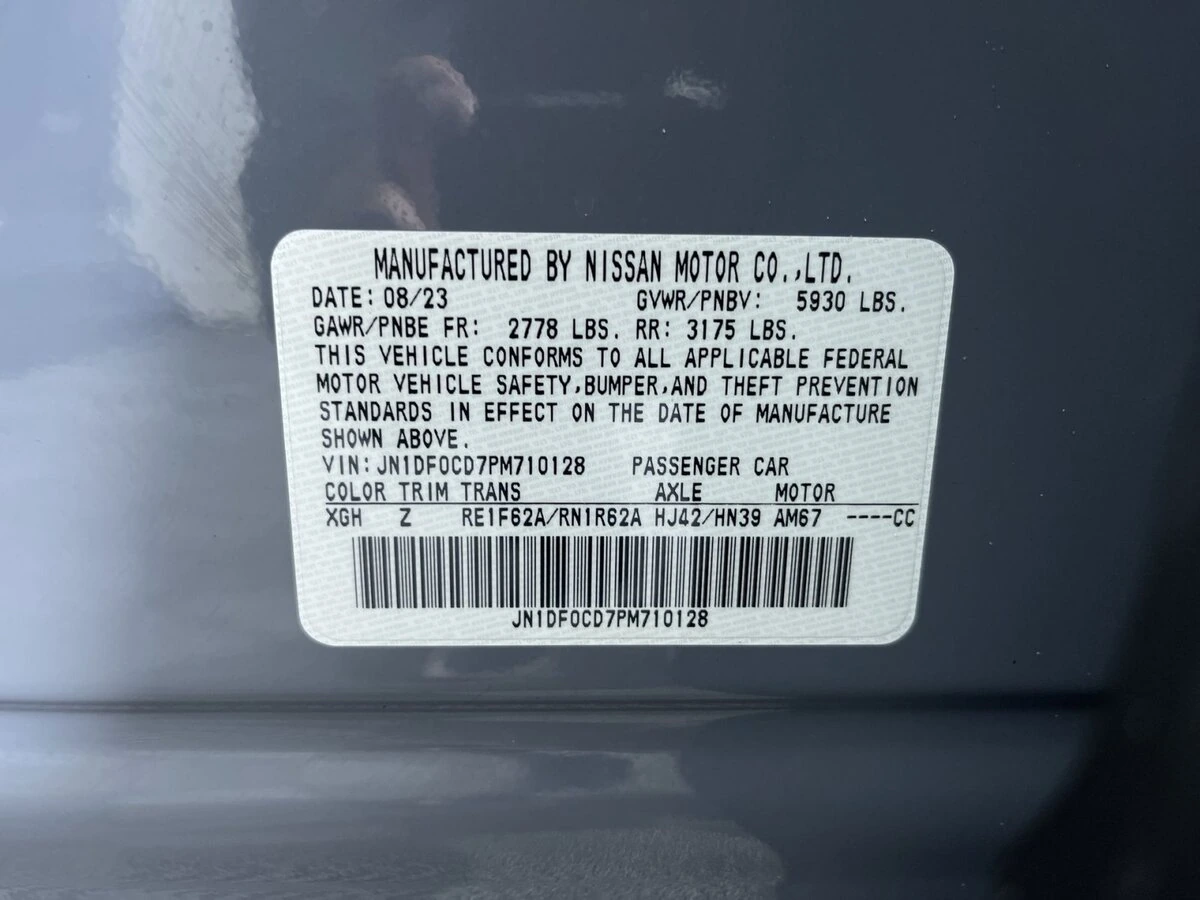 MANUFACTURED BY NISSAN MOTOR CO.,LTD.
DATE: 08/23 GVWR/PNBV: 5930 LBS.
GAWR/PNBE FR: 2778 LBS. RR: 3175 LBS.
THIS VEHICLE CONFORMS TO ALL APPLICABLE FEDERAL
MOTOR VEHICLE SAFETY,BUMPER,AND THEFT PREVENTION
STANDARDS IN EFFECT ON THE DATE OF MANUFACTURE
SHOWN ABOVE.
VIN: JN1DF0CD7PM710128 PASSENGER CAR
COLOR TRIM TRANS AXLE MOTOR
XGH Z RE1F62A/RN1R62A HJ42/HN39 AM67 ----CC
JN1DF0CD7PM710128